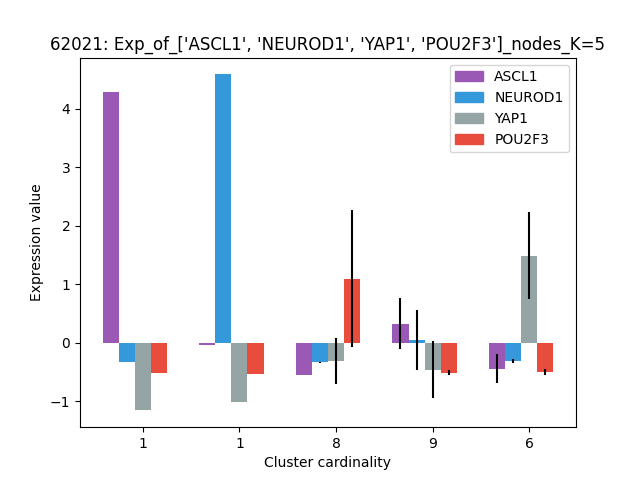 62021: Exp_of_['ASCL1', 'NEUROD1', 'YAP1', 'POU2F3']_nodes_K=5
ASCL1
NEUROD1
YAP1
POU2F3
Expression value
4
3
2
1
0
−1
1
1
8
9
6
Cluster cardinality